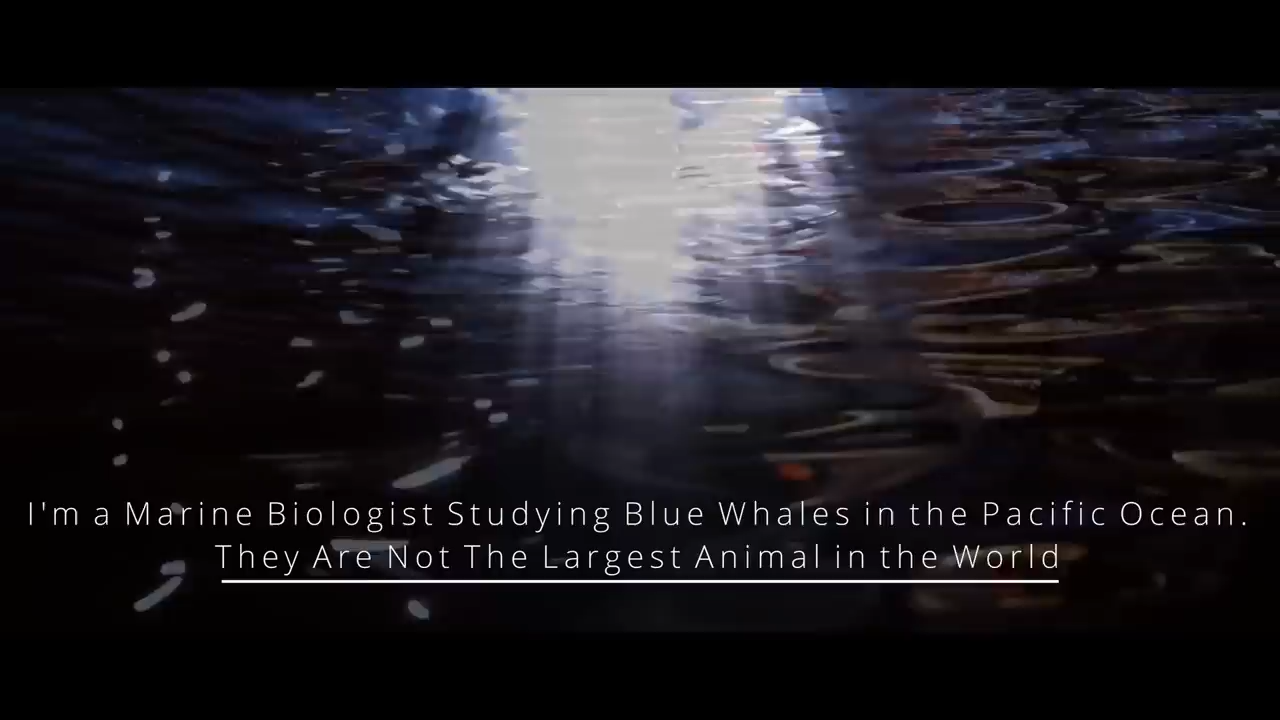 I'm a Marine Biologist Studying Blue Whales in the Pacific Ocean.
They Are Not The Largest Animal in the World